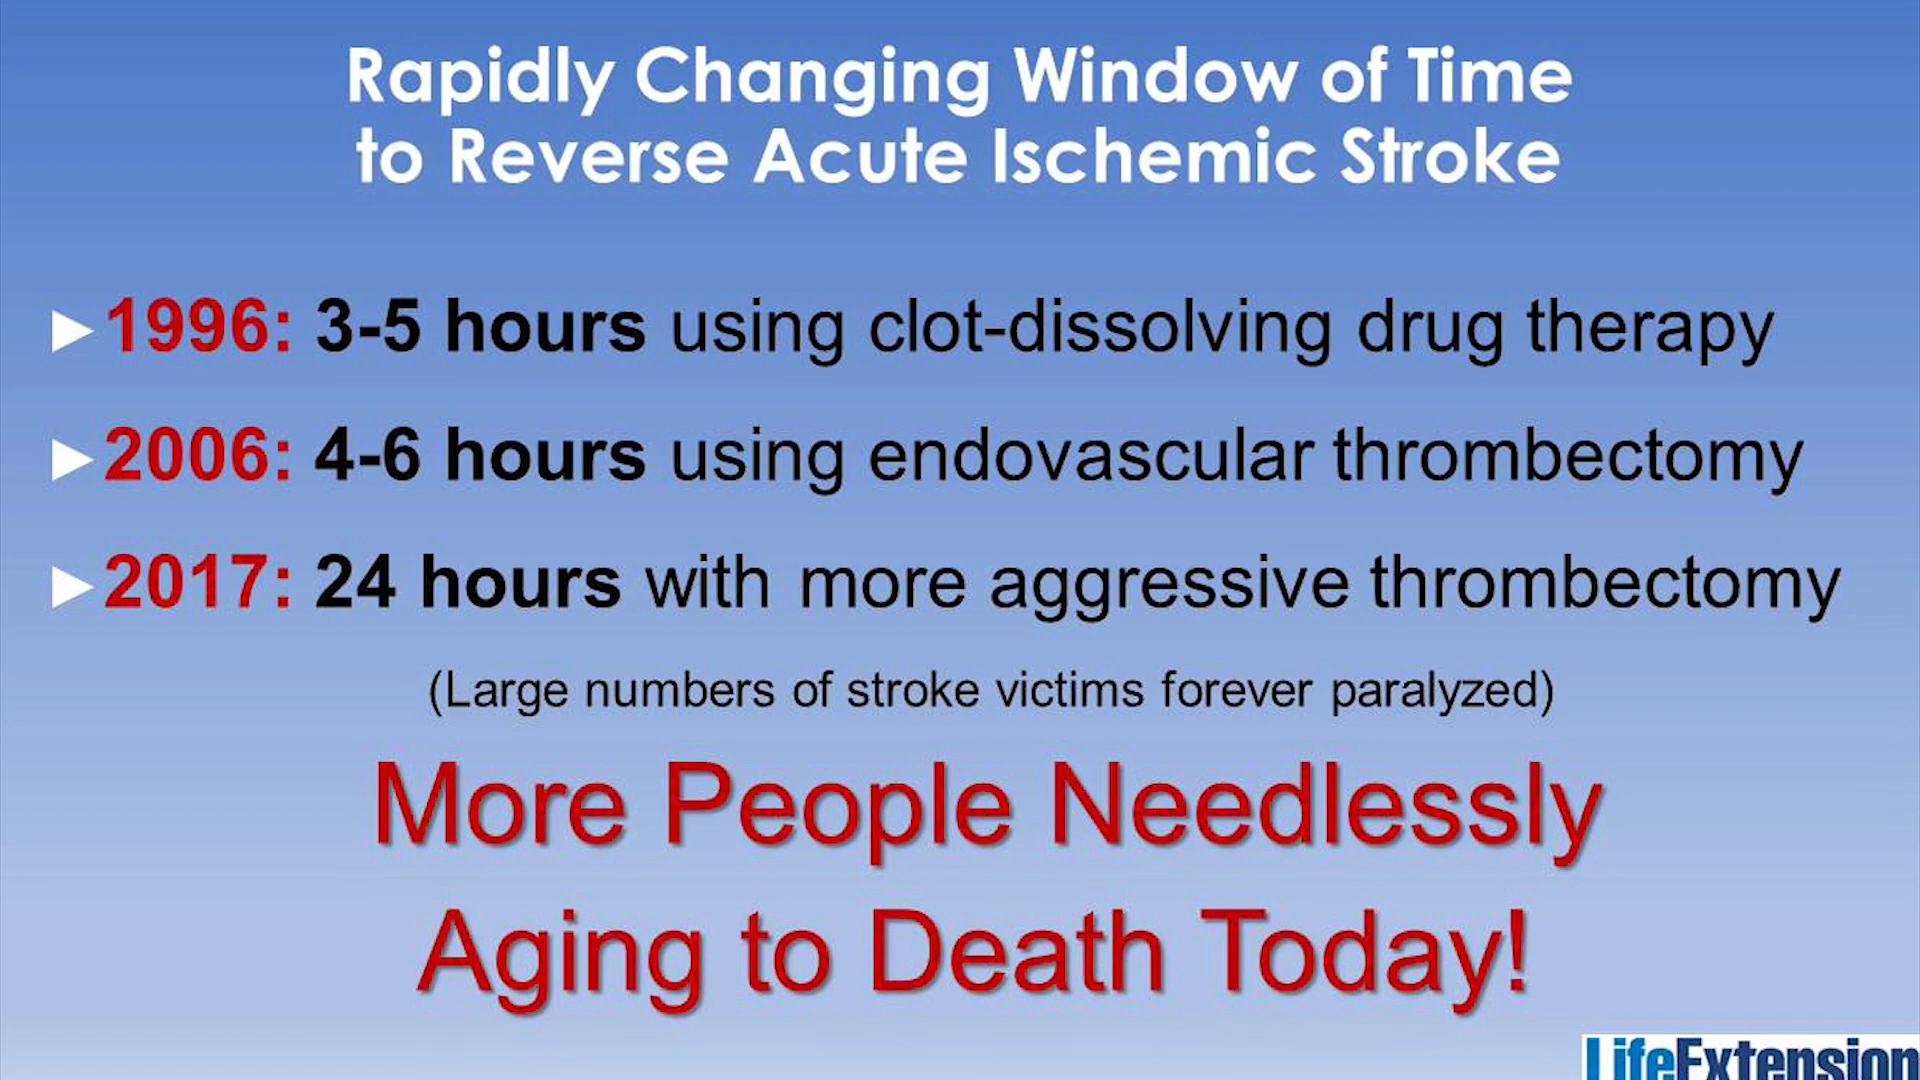 Rapidly Changing Window of Time
to Reverse Acute Ischemic Stroke
►1996: 3-5 hours using clot-dissolving drug therapy
►2006: 4-6 hours using endovascular thrombectomy
►2017: 24 hours with more aggressive thrombectomy
(Large numbers of stroke victims forever paralyzed)
More People Needlessly
Aging to Death Today!
LifeExtension